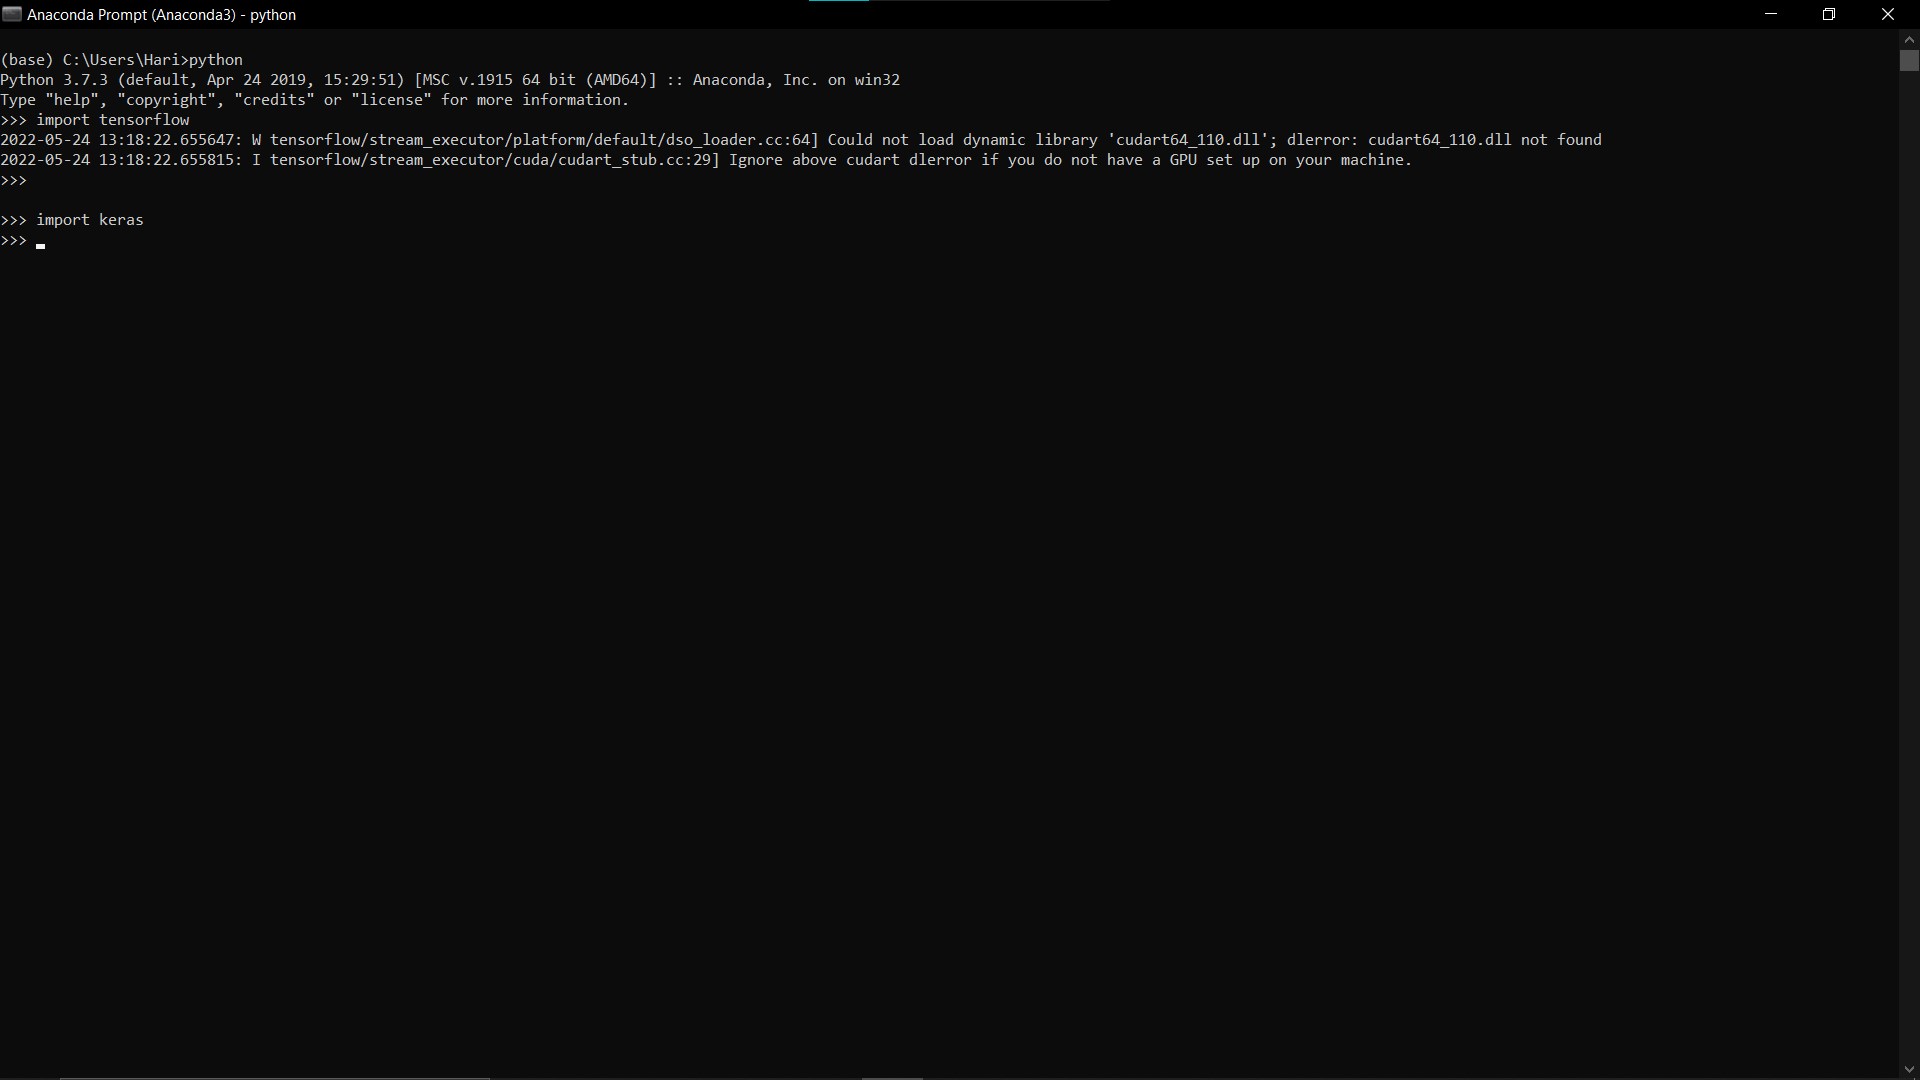 Anaconda Prompt (Anaconda3) - python
(base) C:\Users\Hari>python
Python 3.7.3 (default, Apr 24 2019, 15:29:51) [MSC v.1915 64 bit (AMD64)] :: Anaconda, Inc. on win32
Type "help", "copyright", "credits" or "license" for more information.
>>> import tensorflow
2022-05-24 13:18:22.655647: W tensorflow/stream_executor/platform/default/dso_loader.cc:64] Could not load dynamic library 'cudart64_110.dll'; dlerror: cudart64_110.dll not found
2022-05-24 13:18:22.655815: I tensorflow/stream_executor/cuda/cudart_stub.cc:29] Ignore above cudart dlerror if you do not have a GPU set up on your machine.
>>>
>>> import keras
>>>